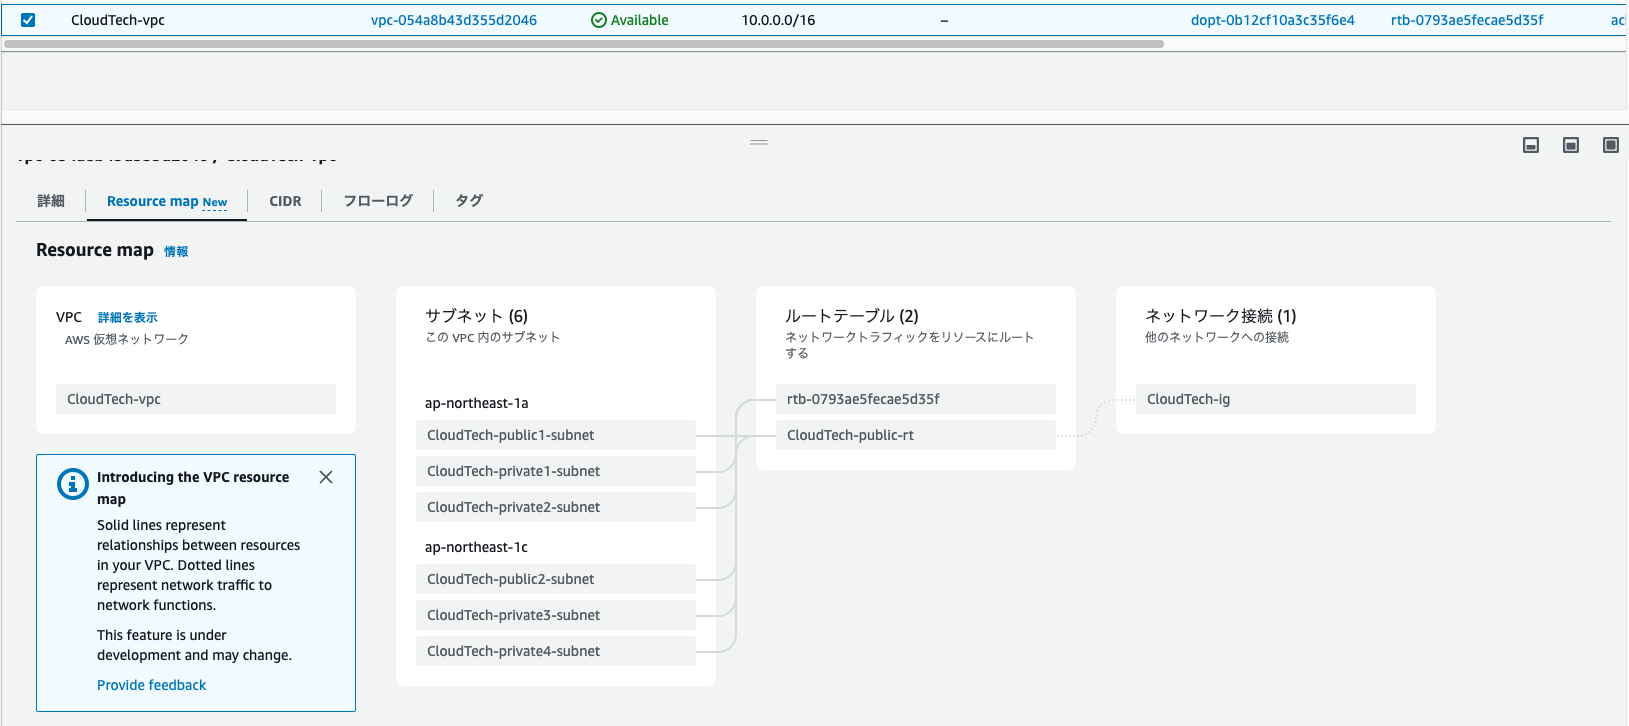 CloudTech-vpc vpc-054a8b43d355d2046 Available 10.0.0.0/16 – dopt-0b12cf10a3c35f6e4 rtb-0793ae5fecae5d35f acl
詳細 Resource map New CIDR フローログ タグ
Resource map 情報
VPC 詳細を表示
AWS 仮想ネットワーク
CloudTech-vpc
Introducing the VPC resource
map
Solid lines represent
relationships between resources
in your VPC. Dotted lines
represent network traffic to
network functions.
This feature is under
development and may change.
Provide feedback
サブネット (6)
この VPC 内のサブネット
ap-northeast-1a
CloudTech-public1-subnet
CloudTech-private1-subnet
CloudTech-private2-subnet
ap-northeast-1c
CloudTech-public2-subnet
CloudTech-private3-subnet
CloudTech-private4-subnet
ルートテーブル (2)
ネットワークトラフィックをリソースにルート
する
rtb-0793ae5fecae5d35f
CloudTech-public-rt
ネットワーク接続 (1)
他のネットワークへの接続
CloudTech-ig